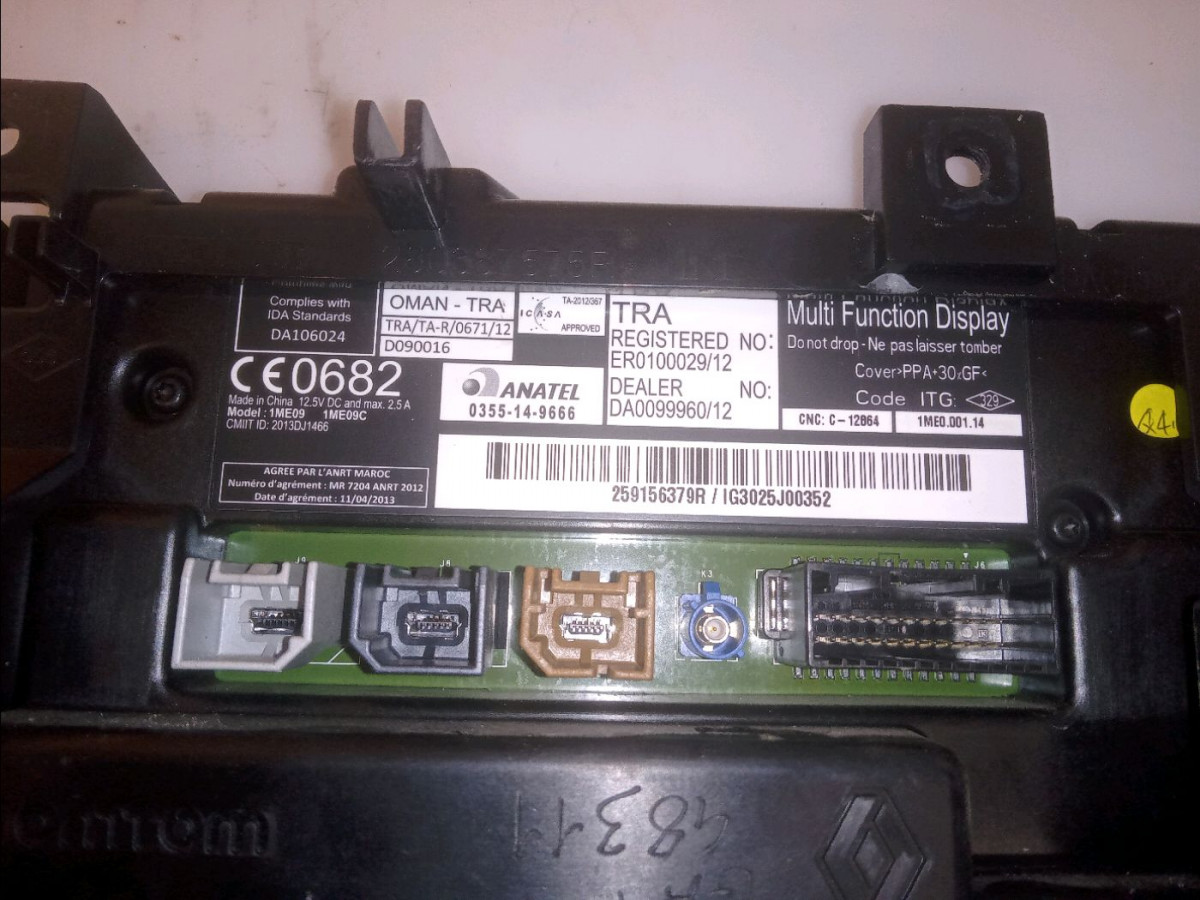 Complies with
IDA Standards
DA106024
OMAN - TRA
TRA/TA-R/0671/12
D090016
ICASA
TA-2012/367
APPROVED
TRA
REGISTERED NO:
ER0100029/12
DEALER NO:
DA0099960/12
Multi Function Display
Do not drop - Ne pas laisser tomber
Cover>PPA+30%GF<
Code ITG: 329
CNC: C-12864
1ME0.001.14
CE0682
Made in China 12.5V DC and max. 2.5 A
Model : 1ME09 1ME09C
CMIIT ID: 2013DJ1466
ANATEL
0355-14-9666
AGREE PAR L'ANRT MAROC
Numéro d'agrément : MR 7204 ANRT 2012
Date d'agrément : 11/04/2013
259156379R / IG3025J00352
J9
J8
K3
48311